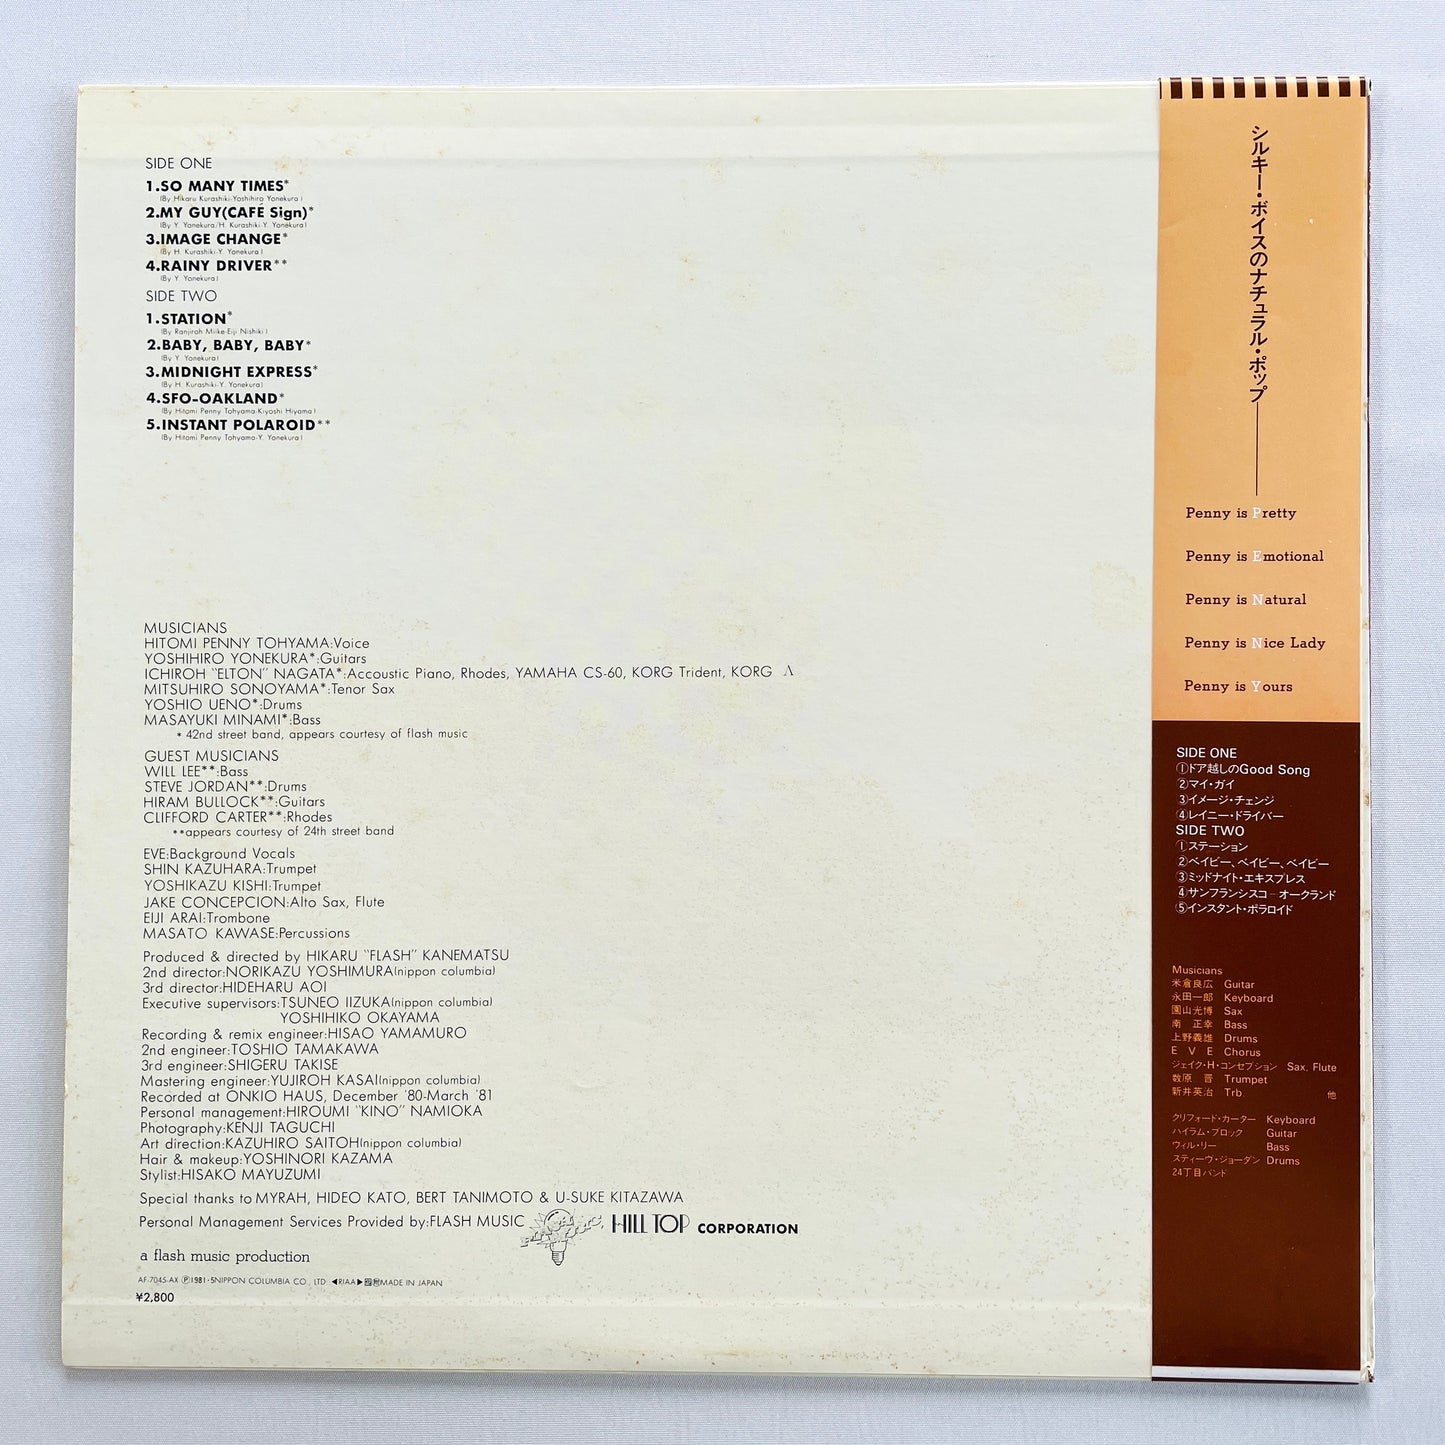 SIDE ONE
1.SO MANY TIMES*
(By Hikaru Kurashiki-Yoshihiro Yonekura)
2.MY GUY(CAFÉ Sign)*
(By Y. Yonekura/H. Kurashiki-Y. Yonekura)
3.IMAGE CHANGE*
(By H. Kurashiki-Y. Yonekura)
4.RAINY DRIVER**
(By Y. Yonekura)
SIDE TWO
1.STATION*
(By Ranjiroh Miike-Eiji Nishiki)
2.BABY, BABY, BABY*
(By Y. Yonekura)
3.MIDNIGHT EXPRESS*
(By H. Kurashiki-Y. Yonekura)
4.SFO-OAKLAND*
(By Hitomi Penny Tohyama-Kiyoshi Hiyama)
5.INSTANT POLAROID**
(By Hitomi Penny Tohyama-Y. Yonekura)
MUSICIANS
HITOMI PENNY TOHYAMA:Voice
YOSHIHIRO YONEKURA*:Guitars
ICHIROH "ELTON" NAGATA*:Accoustic Piano, Rhodes, YAMAHA CS-60, KORG Trident, KORG Λ
MITSUHIRO SONOYAMA*:Tenor Sax
YOSHIO UENO*:Drums
MASAYUKI MINAMI*:Bass
* 42nd street band, appears courtesy of flash music
GUEST MUSICIANS
WILL LEE**:Bass
STEVE JORDAN**:Drums
HIRAM BULLOCK**:Guitars
CLIFFORD CARTER**:Rhodes
**appears courtesy of 24th street band
EVE:Background Vocals
SHIN KAZUHARA:Trumpet
YOSHIKAZU KISHI:Trumpet
JAKE CONCEPCION:Alto Sax, Flute
EIJI ARAI:Trombone
MASATO KAWASE:Percussions
Produced & directed by HIKARU "FLASH" KANEMATSU
2nd director:NORIKAZU YOSHIMURA(nippon columbia)
3rd director:HIDEHARU AOI
Executive supervisors:TSUNEO IIZUKA(nippon columbia)
YOSHIHIKO OKAYAMA
Recording & remix engineer:HISAO YAMAMURO
2nd engineer:TOSHIO TAMAKAWA
3rd engineer:SHIGERU TAKISE
Mastering engineer:YUJIROH KASAI(nippon columbia)
Recorded at ONKIO HAUS, December '80-March '81
Personal management:HIROUMI "KINO" NAMIOKA
Photography:KENJI TAGUCHI
Art direction:KAZUHIRO SAITOH(nippon columbia)
Hair & makeup:YOSHINORI KAZAMA
Stylist:HISAKO MAYUZUMI
Special thanks to MYRAH, HIDEO KATO, BERT TANIMOTO & U-SUKE KITAZAWA
Personal Management Services Provided by:FLASH MUSIC FLASH MUSIC, INC. HILL TOP CORPORATION
a flash music production
AF-7045-AX Ⓟ1981·5NIPPON COLUMBIA CO., LTD. ◀RIAA▶ MADE IN JAPAN
¥2,800
シルキー・ボイスのナチュラル・ポップ――
Penny is Pretty
Penny is Emotional
Penny is Natural
Penny is Nice Lady
Penny is Yours
SIDE ONE
①ドア越しのGood Song
②マイ・ガイ
③イメージ・チェンジ
④レイニー・ドライバー
SIDE TWO
①ステーション
②ベイビー、ベイビー、ベイビー
③ミッドナイト・エキスプレス
④サンフランシスコ-オークランド
⑤インスタント・ポラロイド
Musicians
米倉良広 Guitar
永田一郎 Keyboard
園山光博 Sax
南 正幸 Bass
上野義雄 Drums
E V E Chorus
ジェイク・H・コンセプション Sax, Flute
数原 晋 Trumpet
新井英治 Trb 他
クリフォード・カーター Keyboard
ハイラム・ブロック Guitar
ウィル・リー Bass
スティーヴ・ジョーダン Drums
24丁目バンド